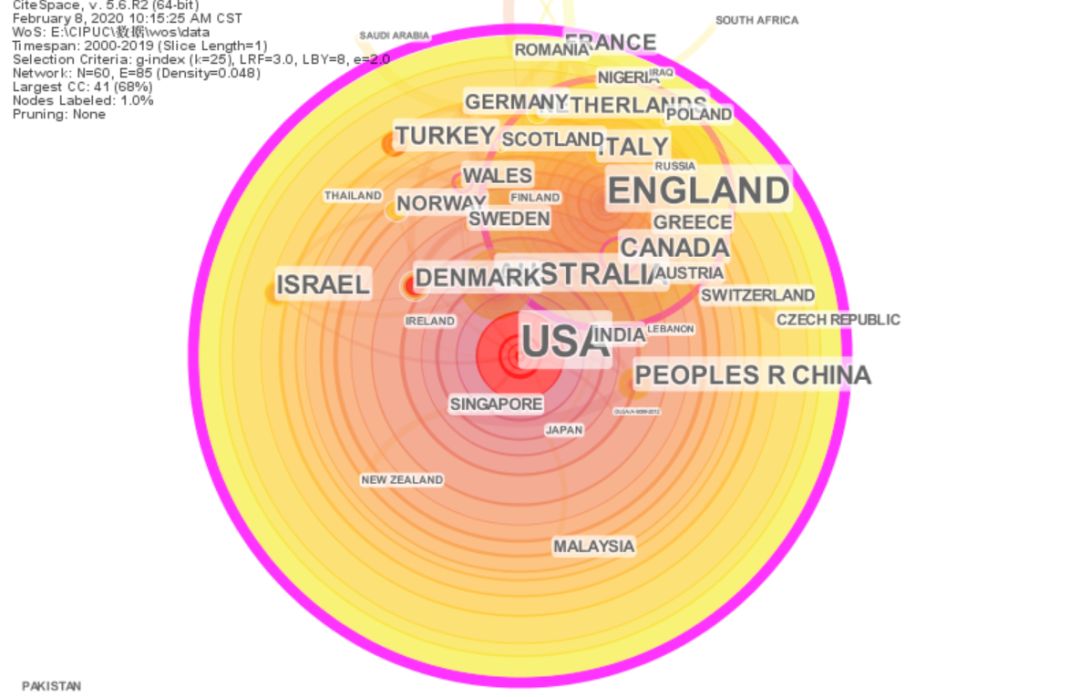 CiteSpace, v. 5.6.R2 (64-bit)
February 8, 2020 10:15:25 AM CST
WoS: E:\CIPUC\数据\wos\data
Timespan: 2000-2019 (Slice Length=1)
Selection Criteria: g-index (k=25), LRF=3.0, LBY=8, e=2.0
Network: N=60, E=85 (Density=0.048)
Largest CC: 41 (68%)
Nodes Labeled: 1.0%
Pruning: None
SOUTH AFRICA
SAUDI ARABIA
FRANCE
ROMANIA
NIGERIA
IRAQ
GERMANY
NETHERLANDS
POLAND
TURKEY
SCOTLAND
ITALY
RUSSIA
WALES
ENGLAND
THAILAND
NORWAY
FINLAND
SWEDEN
GREECE
CANADA
DENMARK
AUSTRALIA
AUSTRIA
ISRAEL
SWITZERLAND
IRELAND
CZECH REPUBLIC
USA
INDIA
LEBANON
PEOPLES R CHINA
SINGAPORE
JAPAN
NEW ZEALAND
MALAYSIA
PAKISTAN